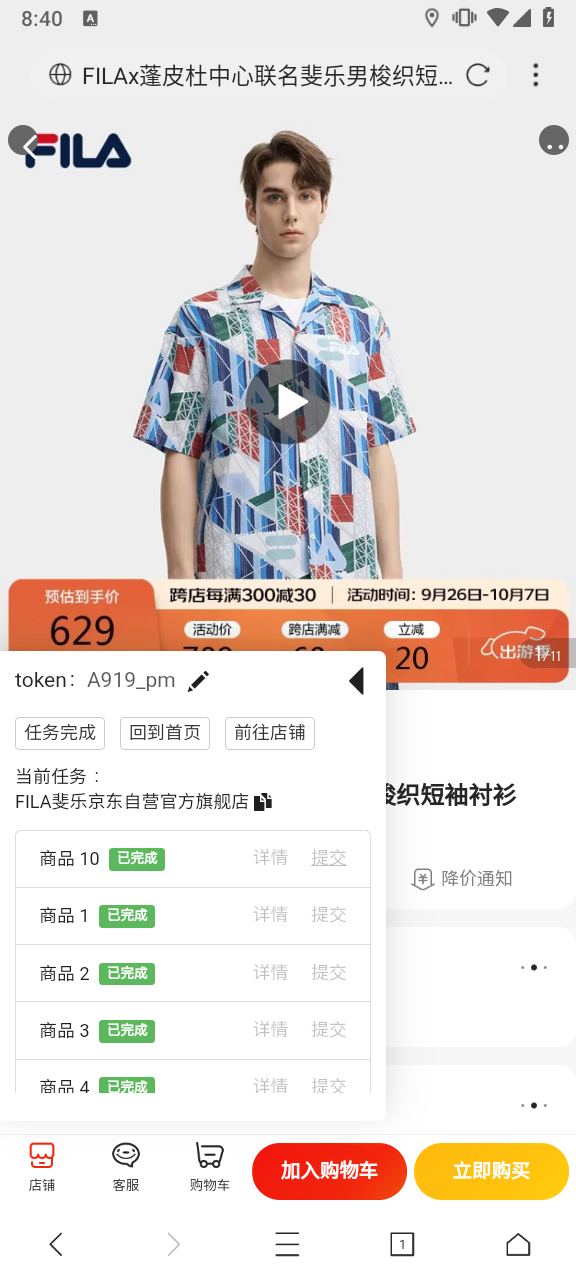 8:40
A
FILAx蓬皮杜中心联名斐乐男梭织短...
FILA
预估到手价
629
跨店每满300减30 | 活动时间：9月26日-10月7日
活动价 跨店满减 立减
20
出游季
1/11
token： A919_pm
任务完成 回到首页 前往店铺
当前任务：
FILA斐乐京东自营官方旗舰店
梭织短袖衬衫
商品 10 已完成 详情 提交
降价通知
商品 1 已完成 详情 提交
商品 2 已完成 详情 提交
商品 3 已完成 详情 提交
商品 4 已完成 详情 提交
店铺 客服 购物车 加入购物车 立即购买
1